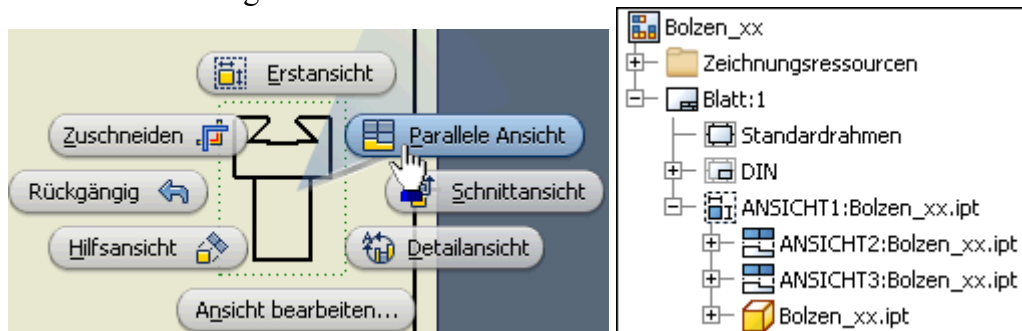 Erstansicht
Zuschneiden
Parallele Ansicht
Rückgängig
Schnittansicht
Hilfsansicht
Detailansicht
Ansicht bearbeiten...
Bolzen_xx
Zeichnungsressourcen
Blatt:1
Standardrahmen
DIN
ANSICHT1:Bolzen_xx.ipt
ANSICHT2:Bolzen_xx.ipt
ANSICHT3:Bolzen_xx.ipt
Bolzen_xx.ipt